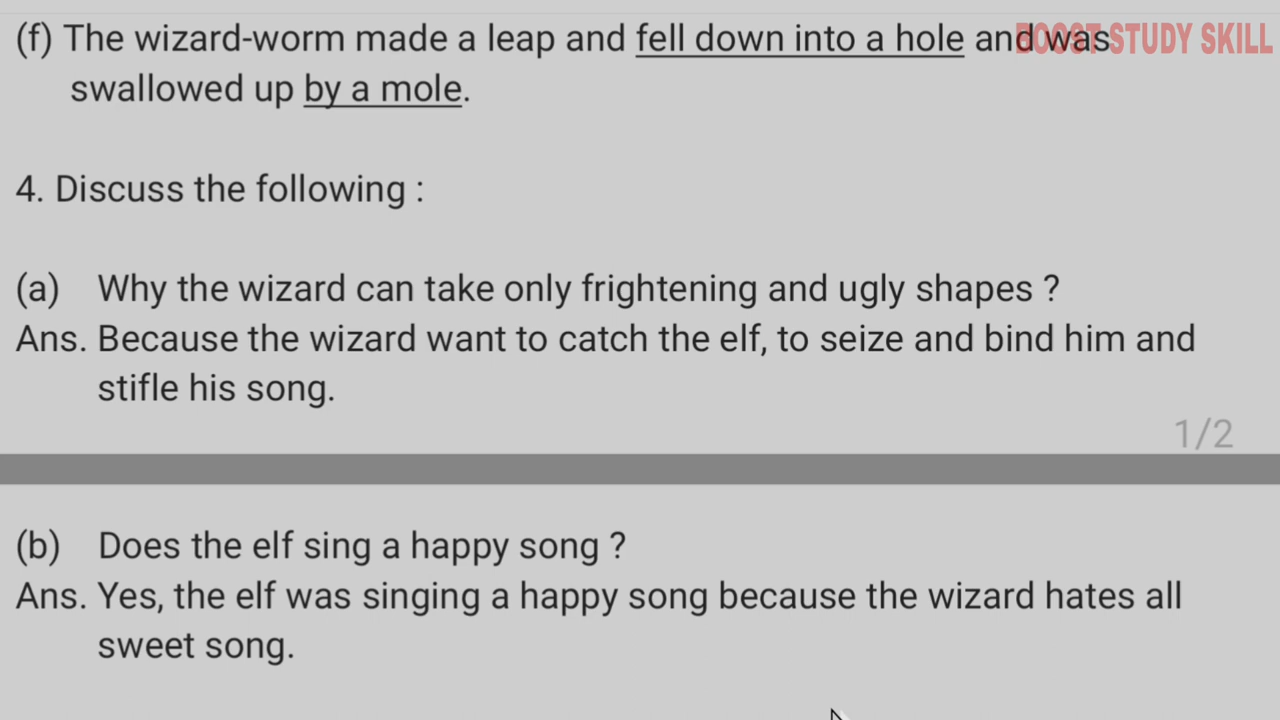 (f) The wizard-worm made a leap and fell down into a hole and was
BOOST STUDY SKILL
swallowed up by a mole.
4. Discuss the following :
(a) Why the wizard can take only frightening and ugly shapes ?
Ans. Because the wizard want to catch the elf, to seize and bind him and
stifle his song.
1/2
(b) Does the elf sing a happy song ?
Ans. Yes, the elf was singing a happy song because the wizard hates all
sweet song.